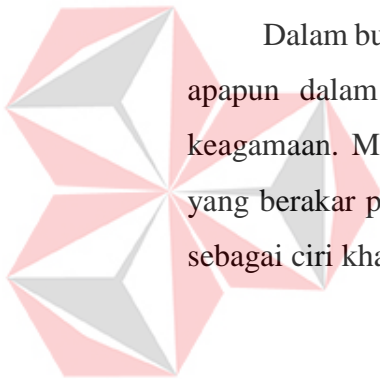 Dalam bu
apapun dalam
keagamaan. M
yang berakar p
sebagai ciri kha